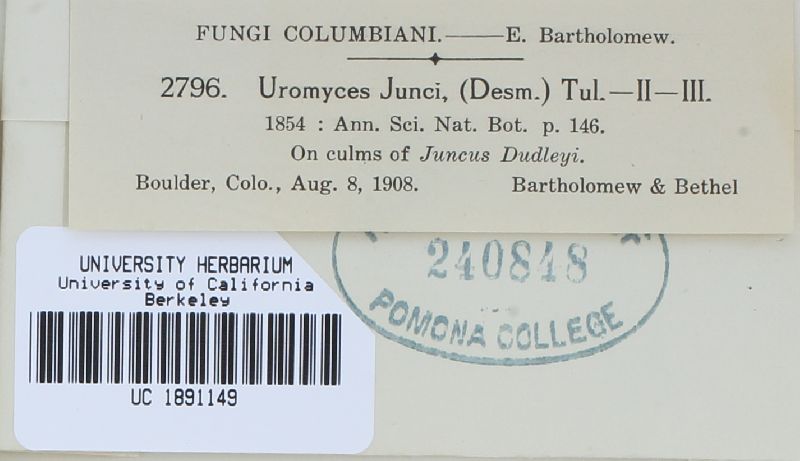 FUNGI COLUMBIANI.——E. Bartholomew.
2796. Uromyces Junci, (Desm.) Tul.—II—III.
1854 : Ann. Sci. Nat. Bot. p. 146.
On culms of Juncus Dudleyi.
Boulder, Colo., Aug. 8, 1908. Bartholomew & Bethel
240848
POMONA COLLEGE
UNIVERSITY HERBARIUM
University of California
Berkeley
UC 1891149